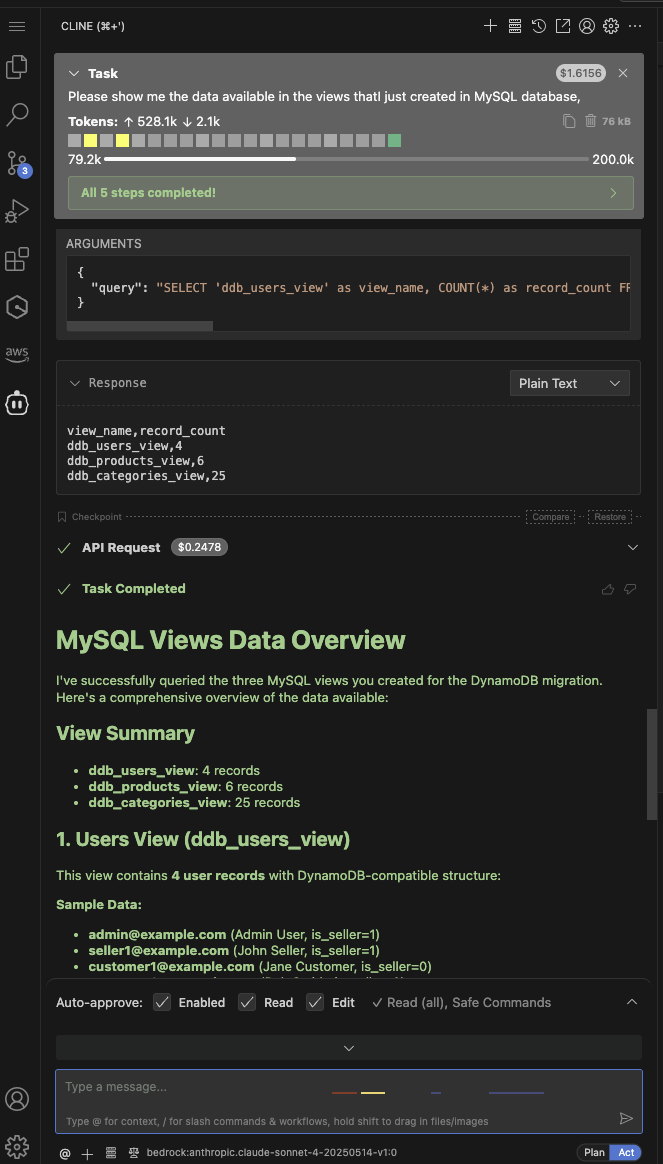 CLINE (⌘+')
Task
$1.6156
Please show me the data available in the views thatI just created in MySQL database,
Tokens: ↑ 528.1k ↓ 2.1k
76 kB
79.2k
200.0k
All 5 steps completed!
3
aws
ARGUMENTS
{
"query": "SELECT 'ddb_users_view' as view_name, COUNT(*) as record_count FR
}
Response
Plain Text
view_name,record_count
ddb_users_view,4
ddb_products_view,6
ddb_categories_view,25
Checkpoint
Compare
Restore
API Request
$0.2478
Task Completed
MySQL Views Data Overview
I've successfully queried the three MySQL views you created for the DynamoDB migration.
Here's a comprehensive overview of the data available:
View Summary
• ddb_users_view: 4 records
• ddb_products_view: 6 records
• ddb_categories_view: 25 records
1. Users View (ddb_users_view)
This view contains 4 user records with DynamoDB-compatible structure:
Sample Data:
• admin@example.com (Admin User, is_seller=1)
• seller1@example.com (John Seller, is_seller=1)
• customer1@example.com (Jane Customer, is_seller=0)
Auto-approve: Enabled Read Edit ✓ Read (all), Safe Commands
Type a message...
Type @ for context, / for slash commands & workflows, hold shift to drag in files/images
@ + bedrock:anthropic.claude-sonnet-4-20250514-v1:0
Plan Act